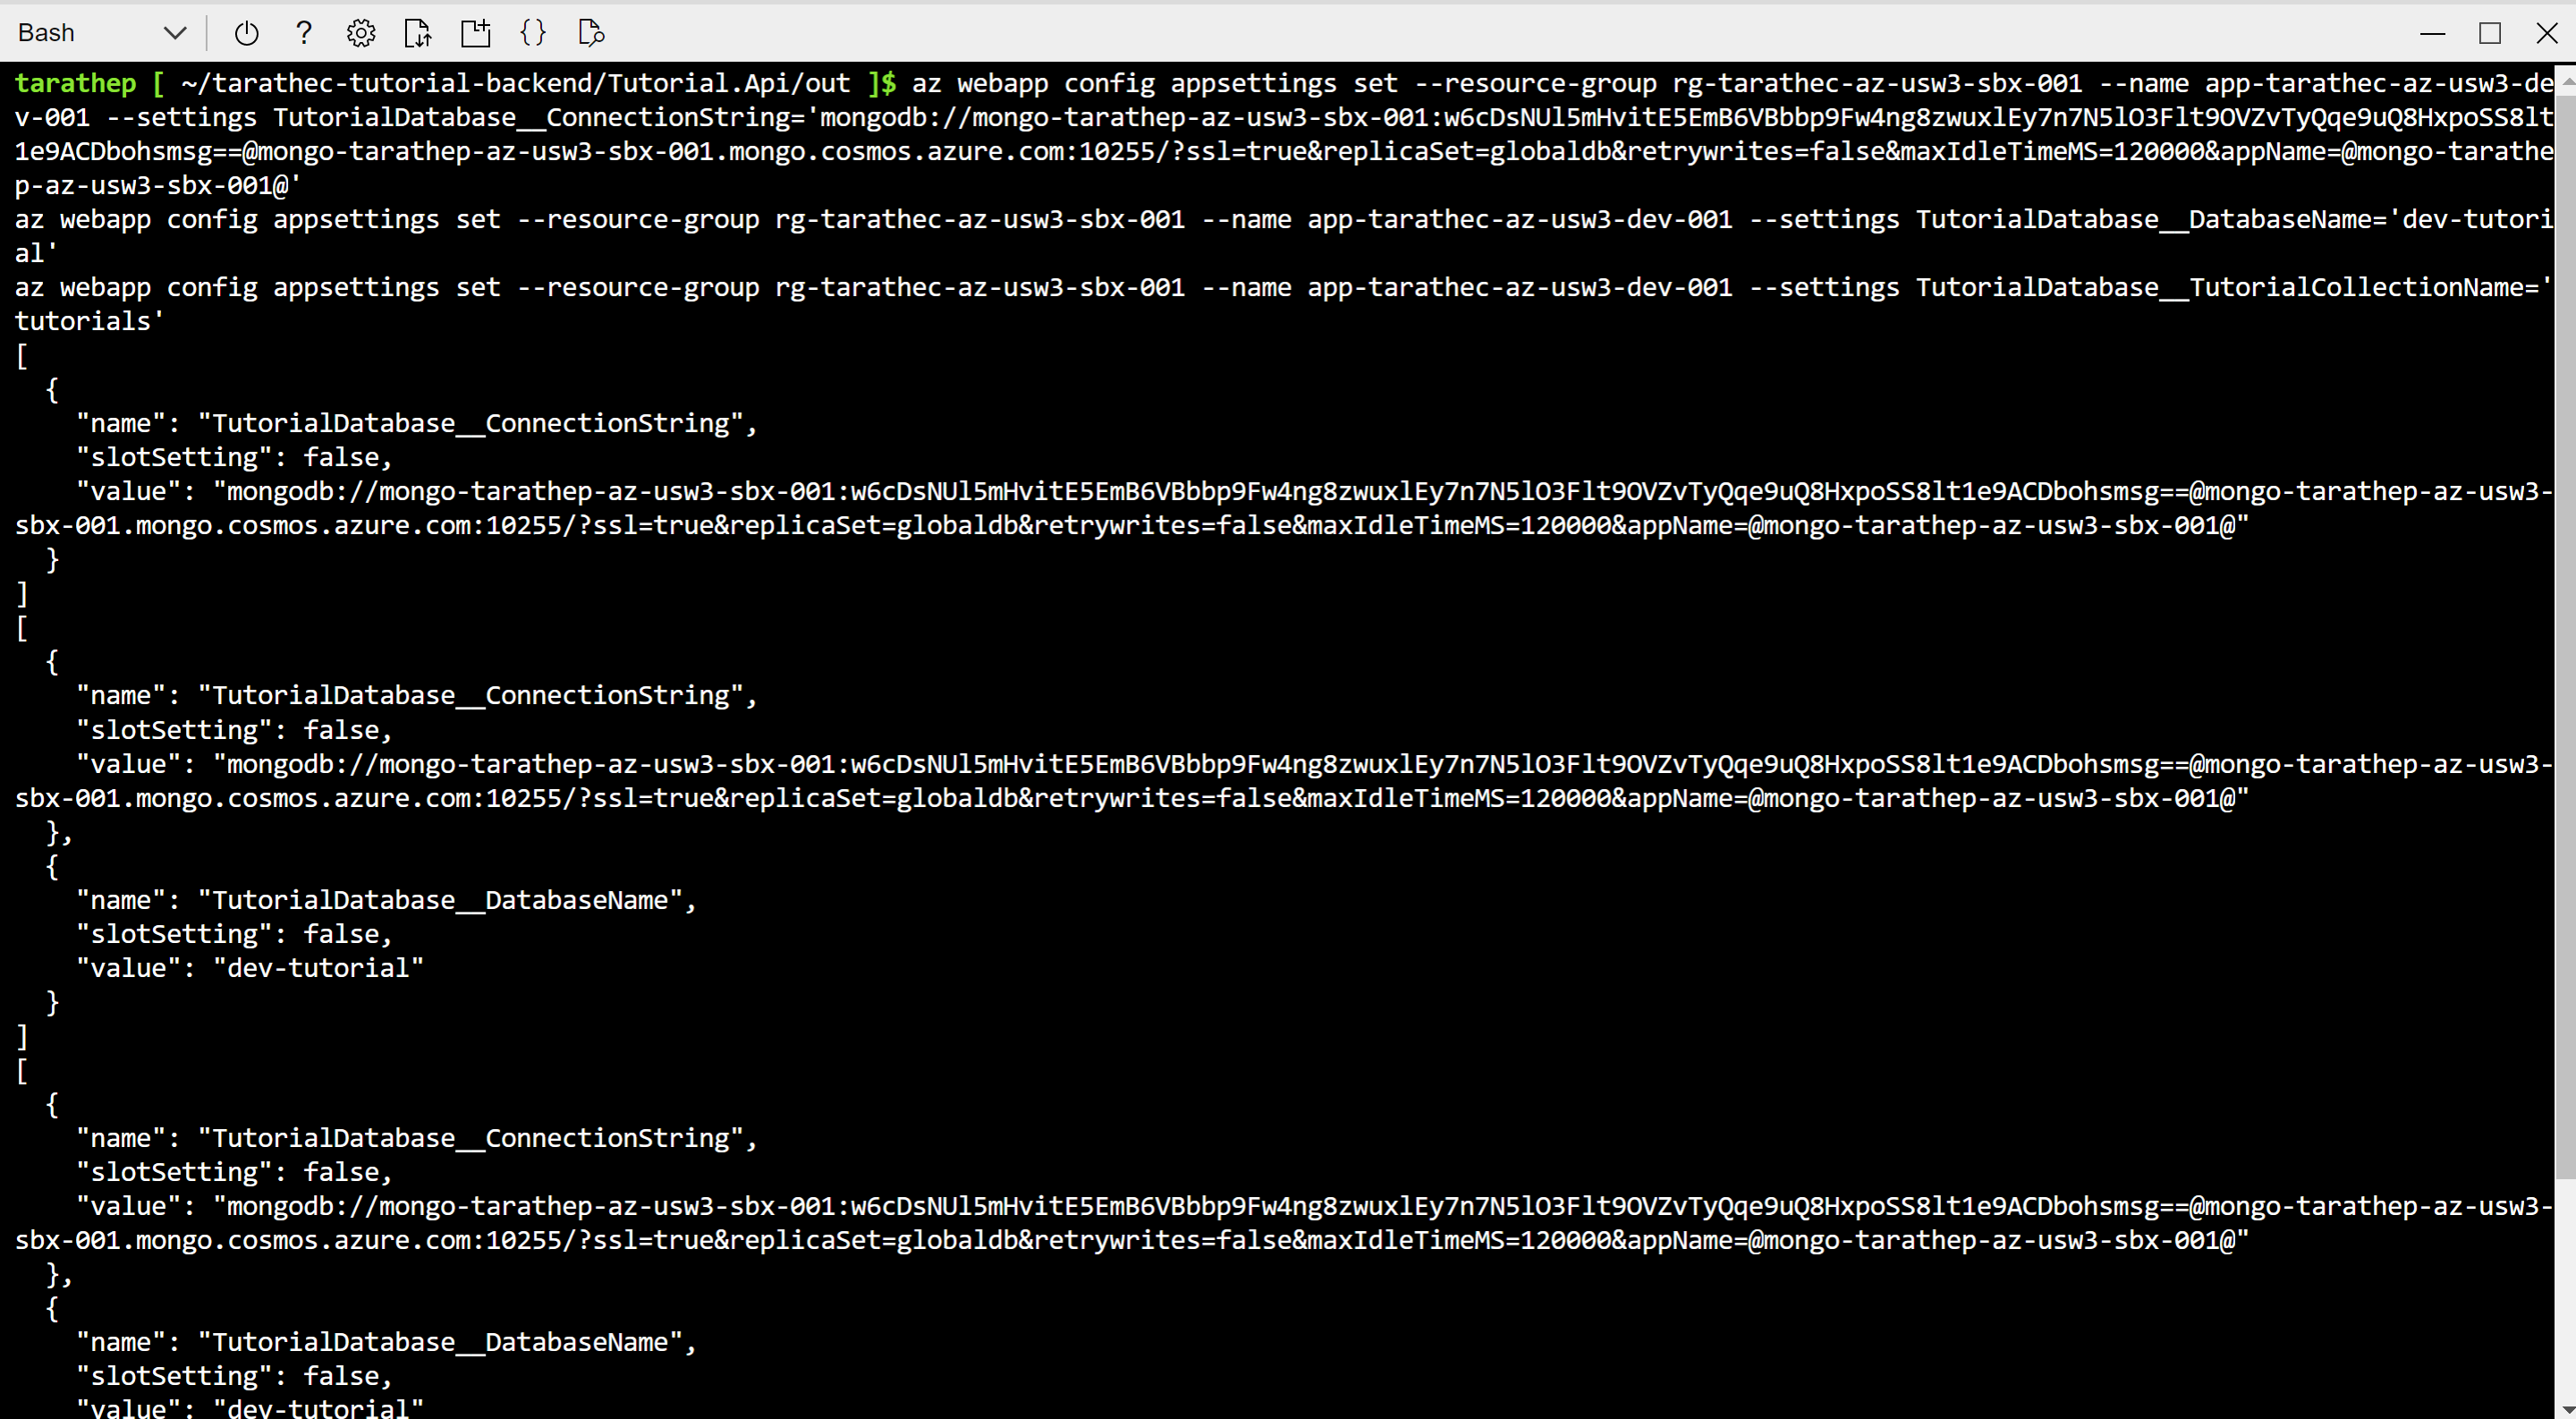 Bash
tarathep [ ~/tarathec-tutorial-backend/Tutorial.Api/out ]$ az webapp config appsettings set --resource-group rg-tarathec-az-usw3-sbx-001 --name app-tarathec-az-usw3-de
v-001 --settings TutorialDatabase__ConnectionString='mongodb://mongo-tarathep-az-usw3-sbx-001:w6cDsNUl5mHvitE5EmB6VBbbp9Fw4ng8zwuxlEy7n7N5lO3Flt9OVZvTyQqe9uQ8HxpoSS8lt
1e9ACDbohsmsg==@mongo-tarathep-az-usw3-sbx-001.mongo.cosmos.azure.com:10255/?ssl=true&replicaSet=globaldb&retrywrites=false&maxIdleTimeMS=120000&appName=@mongo-tarathe
p-az-usw3-sbx-001@'
az webapp config appsettings set --resource-group rg-tarathec-az-usw3-sbx-001 --name app-tarathec-az-usw3-dev-001 --settings TutorialDatabase__DatabaseName='dev-tutori
al'
az webapp config appsettings set --resource-group rg-tarathec-az-usw3-sbx-001 --name app-tarathec-az-usw3-dev-001 --settings TutorialDatabase__TutorialCollectionName='
tutorials'
[
  {
    "name": "TutorialDatabase__ConnectionString",
    "slotSetting": false,
    "value": "mongodb://mongo-tarathep-az-usw3-sbx-001:w6cDsNUl5mHvitE5EmB6VBbbp9Fw4ng8zwuxlEy7n7N5lO3Flt9OVZvTyQqe9uQ8HxpoSS8lt1e9ACDbohsmsg==@mongo-tarathep-az-usw3-
sbx-001.mongo.cosmos.azure.com:10255/?ssl=true&replicaSet=globaldb&retrywrites=false&maxIdleTimeMS=120000&appName=@mongo-tarathep-az-usw3-sbx-001@"
  }
]
[
  {
    "name": "TutorialDatabase__ConnectionString",
    "slotSetting": false,
    "value": "mongodb://mongo-tarathep-az-usw3-sbx-001:w6cDsNUl5mHvitE5EmB6VBbbp9Fw4ng8zwuxlEy7n7N5lO3Flt9OVZvTyQqe9uQ8HxpoSS8lt1e9ACDbohsmsg==@mongo-tarathep-az-usw3-
sbx-001.mongo.cosmos.azure.com:10255/?ssl=true&replicaSet=globaldb&retrywrites=false&maxIdleTimeMS=120000&appName=@mongo-tarathep-az-usw3-sbx-001@"
  },
  {
    "name": "TutorialDatabase__DatabaseName",
    "slotSetting": false,
    "value": "dev-tutorial"
  }
]
[
  {
    "name": "TutorialDatabase__ConnectionString",
    "slotSetting": false,
    "value": "mongodb://mongo-tarathep-az-usw3-sbx-001:w6cDsNUl5mHvitE5EmB6VBbbp9Fw4ng8zwuxlEy7n7N5lO3Flt9OVZvTyQqe9uQ8HxpoSS8lt1e9ACDbohsmsg==@mongo-tarathep-az-usw3-
sbx-001.mongo.cosmos.azure.com:10255/?ssl=true&replicaSet=globaldb&retrywrites=false&maxIdleTimeMS=120000&appName=@mongo-tarathep-az-usw3-sbx-001@"
  },
  {
    "name": "TutorialDatabase__DatabaseName",
    "slotSetting": false,
    "value": "dev-tutorial"